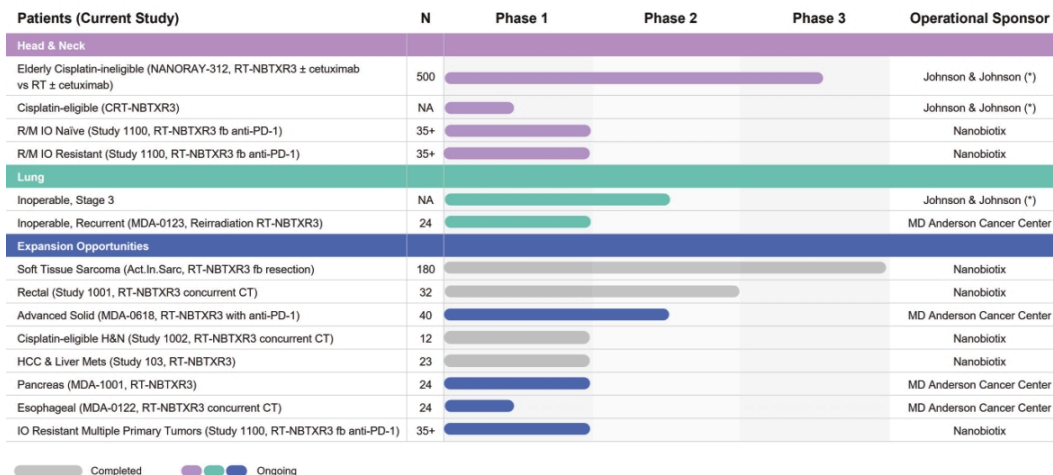 Patients (Current Study) N Phase 1 Phase 2 Phase 3 Operational Sponsor
Head & Neck
Elderly Cisplatin-ineligible (NANORAY-312, RT-NBTXR3 ± cetuximab
vs RT ± cetuximab) 500 Johnson & Johnson (*)
Cisplatin-eligible (CRT-NBTXR3) NA Johnson & Johnson (*)
R/M IO Naïve (Study 1100, RT-NBTXR3 fb anti-PD-1) 35+ Nanobiotix
R/M IO Resistant (Study 1100, RT-NBTXR3 fb anti-PD-1) 35+ Nanobiotix
Lung
Inoperable, Stage 3 NA Johnson & Johnson (*)
Inoperable, Recurrent (MDA-0123, Reirradiation RT-NBTXR3) 24 MD Anderson Cancer Center
Expansion Opportunities
Soft Tissue Sarcoma (Act.In.Sarc, RT-NBTXR3 fb resection) 180 Nanobiotix
Rectal (Study 1001, RT-NBTXR3 concurrent CT) 32 Nanobiotix
Advanced Solid (MDA-0618, RT-NBTXR3 with anti-PD-1) 40 MD Anderson Cancer Center
Cisplatin-eligible H&N (Study 1002, RT-NBTXR3 concurrent CT) 12 Nanobiotix
HCC & Liver Mets (Study 103, RT-NBTXR3) 23 Nanobiotix
Pancreas (MDA-1001, RT-NBTXR3) 24 MD Anderson Cancer Center
Esophageal (MDA-0122, RT-NBTXR3 concurrent CT) 24 MD Anderson Cancer Center
IO Resistant Multiple Primary Tumors (Study 1100, RT-NBTXR3 fb anti-PD-1) 35+ Nanobiotix
Completed Ongoing